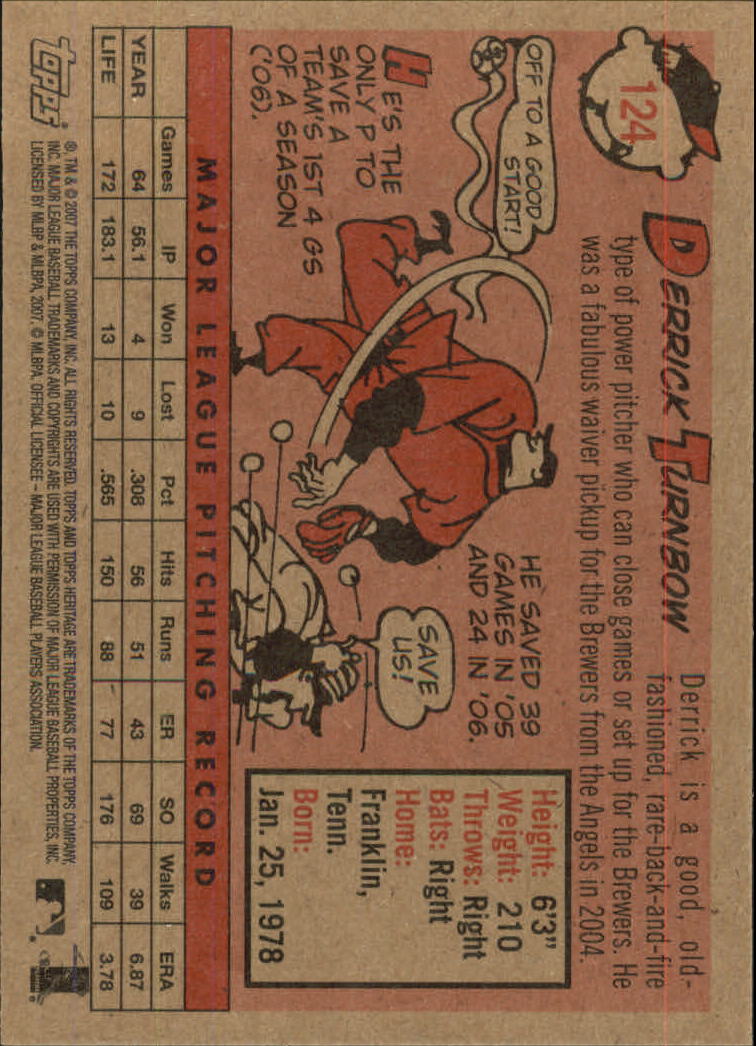 124
DERRICK TURNBOW
Derrick is a good, old-
fashioned, rare-back-and-fire
type of power pitcher who can close games or set up for the Brewers. He
was a fabulous waiver pickup for the Brewers from the Angels in 2004.
OFF TO A GOOD
START!
HE'S THE
ONLY P TO
SAVE A
TEAM'S 1ST 4 GS
OF A SEASON
('06).
HE SAVED 39
GAMES IN '05
AND 24 IN '06.
SAVE
US!
Height: 6'3"
Weight: 210
Throws: Right
Bats: Right
Home:
Franklin,
Tenn.
Born:
Jan. 25, 1978
MAJOR LEAGUE PITCHING RECORD
Games IP Won Lost Pct Hits Runs ER SO Walks ERA
YEAR 64 56.1 4 9 .308 56 51 43 69 39 6.87
LIFE 172 183.1 13 10 .565 150 88 77 176 109 3.78
topps®
®, TM & © 2007 THE TOPPS COMPANY, INC. ALL RIGHTS RESERVED. TOPPS AND TOPPS HERITAGE ARE TRADEMARKS OF THE TOPPS COMPANY,
INC. MAJOR LEAGUE BASEBALL TRADEMARKS AND COPYRIGHTS ARE USED WITH PERMISSION OF MAJOR LEAGUE BASEBALL PROPERTIES, INC.
LICENSED BY MLBP & MLBPA, 2007. © MLBPA. OFFICIAL LICENSEE – MAJOR LEAGUE BASEBALL PLAYERS ASSOCIATION.